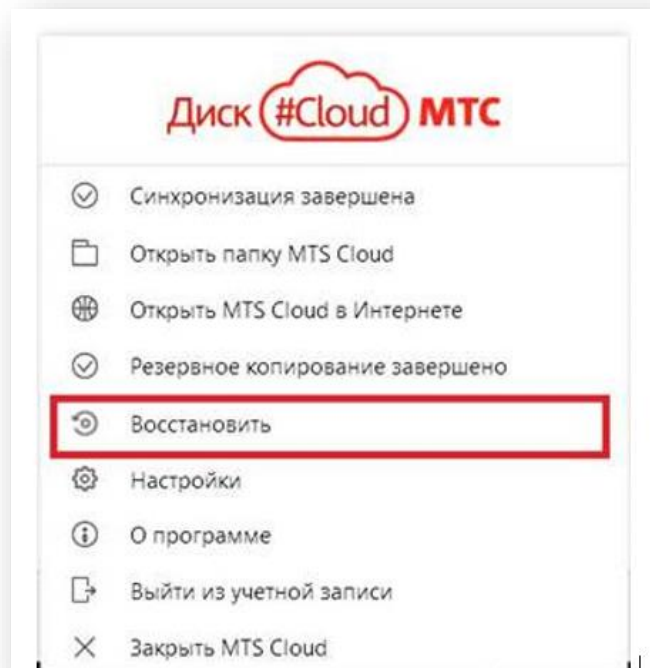 Диск #Cloud МТС
Синхронизация завершена
Открыть папку MTS Cloud
Открыть MTS Cloud в Интернете
Резервное копирование завершено
Восстановить
Настройки
О программе
Выйти из учетной записи
Закрыть MTS Cloud